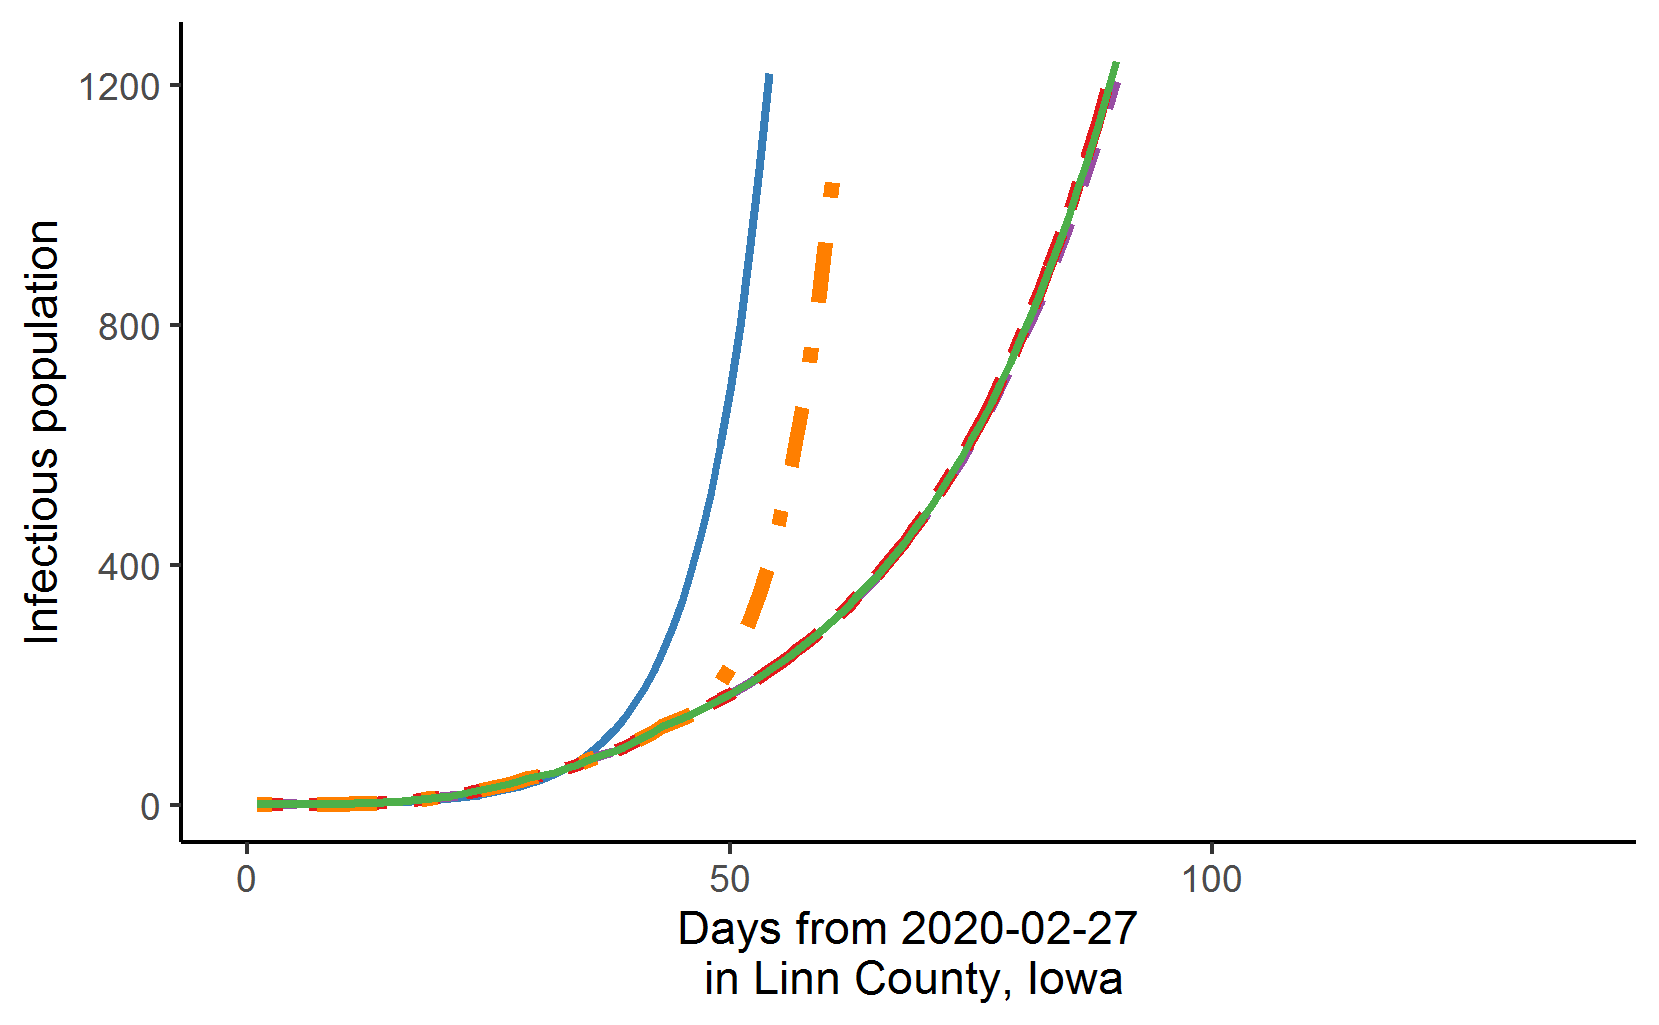 1200
800
400
0
Infectious population
0 50 100
Days from 2020-02-27
in Linn County, Iowa